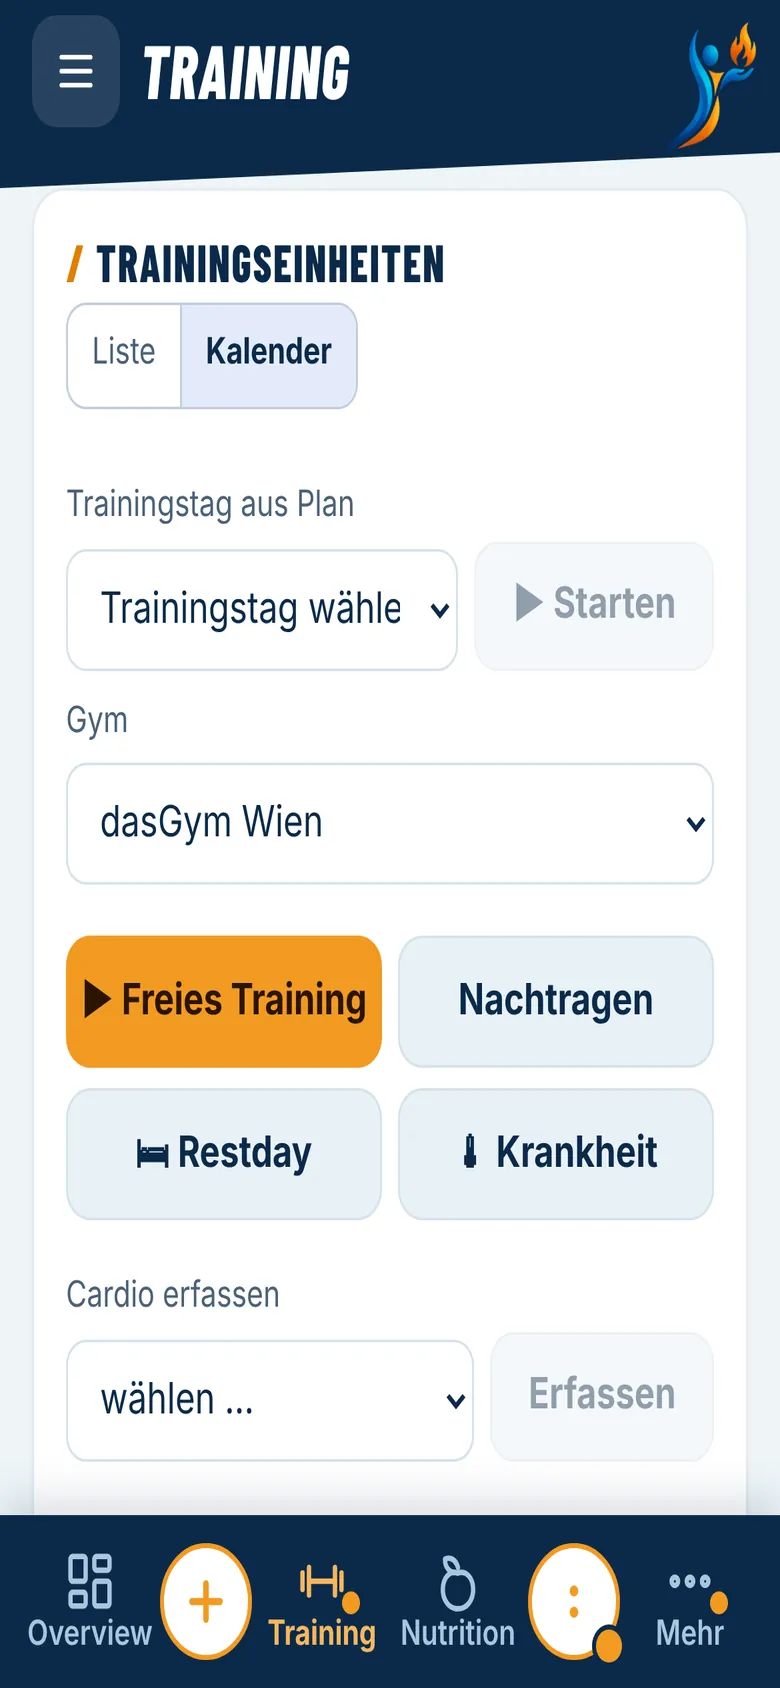 TRAINING
/ TRAININGSEINHEITEN
Liste Kalender
Trainingstag aus Plan
Trainingstag wähle
Starten
Gym
dasGym Wien
Freies Training
Nachtragen
Restday
Krankheit
Cardio erfassen
wählen ...
Erfassen
Overview
Training
Nutrition
Mehr